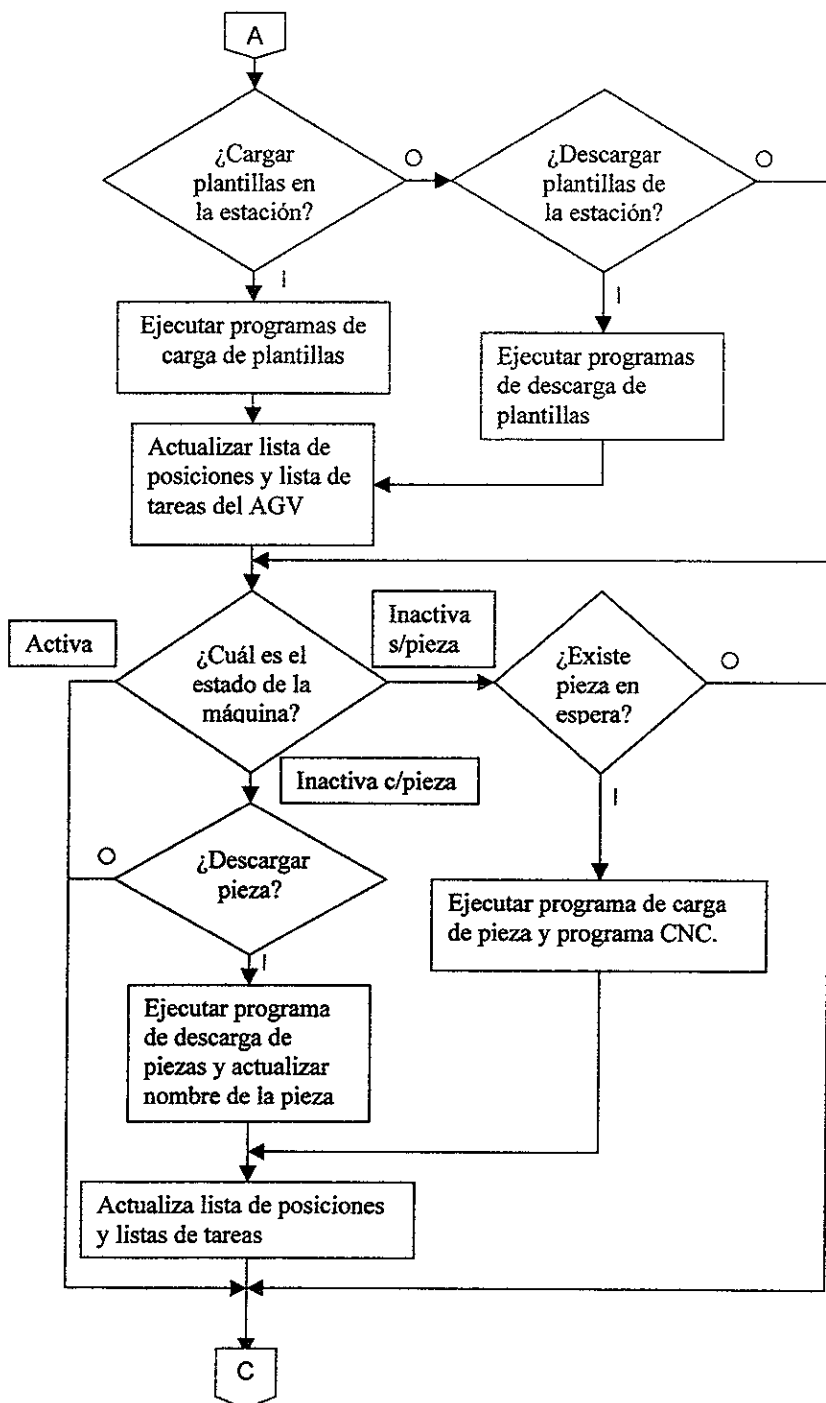 A
¿Cargar
plantillas en
la estación?
O
¿Descargar
plantillas de
la estación?
O
I
I
Ejecutar programas de
carga de plantillas
Ejecutar programas
de descarga de
plantillas
Actualizar lista de
posiciones y lista de
tareas del AGV
Activa
¿Cuál es el
estado de la
máquina?
Inactiva
s/pieza
¿Existe
pieza en
espera?
O
Inactiva c/pieza
I
O
¿Descargar
pieza?
Ejecutar programa de carga
de pieza y programa CNC.
I
Ejecutar programa
de descarga de
piezas y actualizar
nombre de la pieza
Actualiza lista de posiciones
y listas de tareas
C